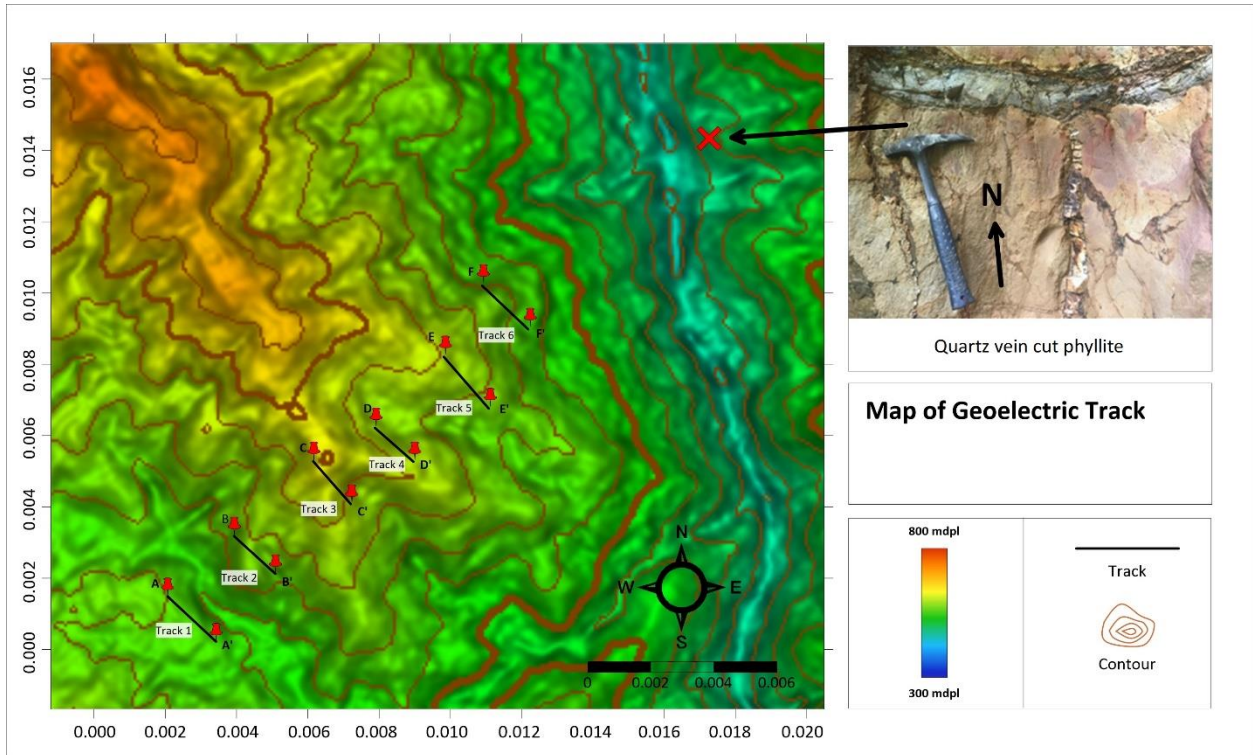 0.016
0.014
0.012
0.010
0.008
0.006
0.004
0.002
0.000
0.000 0.002 0.004 0.006 0.008 0.010 0.012 0.014 0.016 0.018 0.020
F
Track 6
F'
E
Track 5
E'
D
Track 4
D'
C
Track 3
C'
B
Track 2
B'
A
Track 1
A'
N
W E
S
0 0.002 0.004 0.006
N
Quartz vein cut phyllite
Map of Geoelectric Track
800 mdpl
300 mdpl
Track
Contour